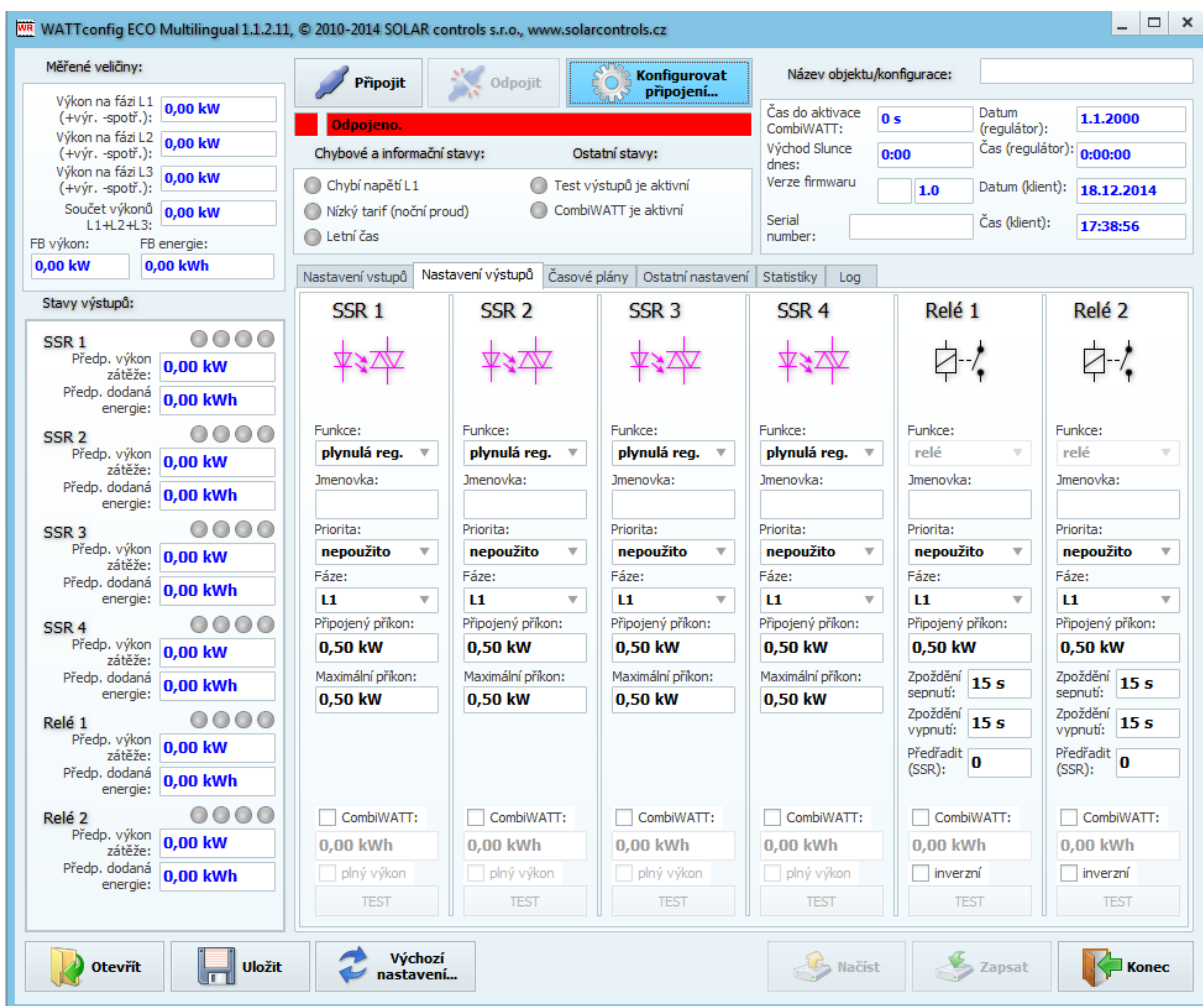 WR WATTconfig ECO Multilingual 1.1.2.11, © 2010-2014 SOLAR controls s.r.o., www.solarcontrols.cz
Měřené veličiny:
Výkon na fázi L1
(+výr. -spotř.):
0,00 kW
Výkon na fázi L2
(+výr. -spotř.):
0,00 kW
Výkon na fázi L3
(+výr. -spotř.):
0,00 kW
Součet výkonů
L1+L2+L3:
0,00 kW
FB výkon: FB energie:
0,00 kW 0,00 kWh
Připojit
Odpojit
Konfigurovat
připojení...
Odpojeno.
Chybové a informační stavy: Ostatní stavy:
Chybí napětí L1 Test výstupů je aktivní
Nízký tarif (noční proud) CombiWATT je aktivní
Letní čas
Název objektu/konfigurace:
Čas do aktivace
CombiWATT:
0 s
Datum
(regulátor):
1.1.2000
Východ Slunce
dnes:
0:00
Čas (regulátor):
0:00:00
Verze firmwaru
1.0
Datum (klient):
18.12.2014
Serial
number:
Čas (klient):
17:38:56
Stavy výstupů:
SSR 1
Předp. výkon
zátěže:
0,00 kW
Předp. dodaná
energie:
0,00 kWh
SSR 2
Předp. výkon
zátěže:
0,00 kW
Předp. dodaná
energie:
0,00 kWh
SSR 3
Předp. výkon
zátěže:
0,00 kW
Předp. dodaná
energie:
0,00 kWh
SSR 4
Předp. výkon
zátěže:
0,00 kW
Předp. dodaná
energie:
0,00 kWh
Relé 1
Předp. výkon
zátěže:
0,00 kW
Předp. dodaná
energie:
0,00 kWh
Relé 2
Předp. výkon
zátěže:
0,00 kW
Předp. dodaná
energie:
0,00 kWh
Nastavení vstupů Nastavení výstupů Časové plány Ostatní nastavení Statistiky Log
SSR 1
Funkce:
plynulá reg.
Jmenovka:
Priorita:
nepoužito
Fáze:
L1
Připojený příkon:
0,50 kW
Maximální příkon:
0,50 kW
CombiWATT:
0,00 kWh
plný výkon
TEST
SSR 2
Funkce:
plynulá reg.
Jmenovka:
Priorita:
nepoužito
Fáze:
L1
Připojený příkon:
0,50 kW
Maximální příkon:
0,50 kW
CombiWATT:
0,00 kWh
plný výkon
TEST
SSR 3
Funkce:
plynulá reg.
Jmenovka:
Priorita:
nepoužito
Fáze:
L1
Připojený příkon:
0,50 kW
Maximální příkon:
0,50 kW
CombiWATT:
0,00 kWh
plný výkon
TEST
SSR 4
Funkce:
plynulá reg.
Jmenovka:
Priorita:
nepoužito
Fáze:
L1
Připojený příkon:
0,50 kW
Maximální příkon:
0,50 kW
CombiWATT:
0,00 kWh
plný výkon
TEST
Relé 1
Funkce:
relé
Jmenovka:
Priorita:
nepoužito
Fáze:
L1
Připojený příkon:
0,50 kW
Zpoždění
sepnutí:
15 s
Zpoždění
vypnutí:
15 s
Předřadit
(SSR):
0
CombiWATT:
0,00 kWh
inverzní
TEST
Relé 2
Funkce:
relé
Jmenovka:
Priorita:
nepoužito
Fáze:
L1
Připojený příkon:
0,50 kW
Zpoždění
sepnutí:
15 s
Zpoždění
vypnutí:
15 s
Předřadit
(SSR):
0
CombiWATT:
0,00 kWh
inverzní
TEST
Otevřít
Uložit
Výchozí
nastavení...
Načíst
Zapsat
Konec